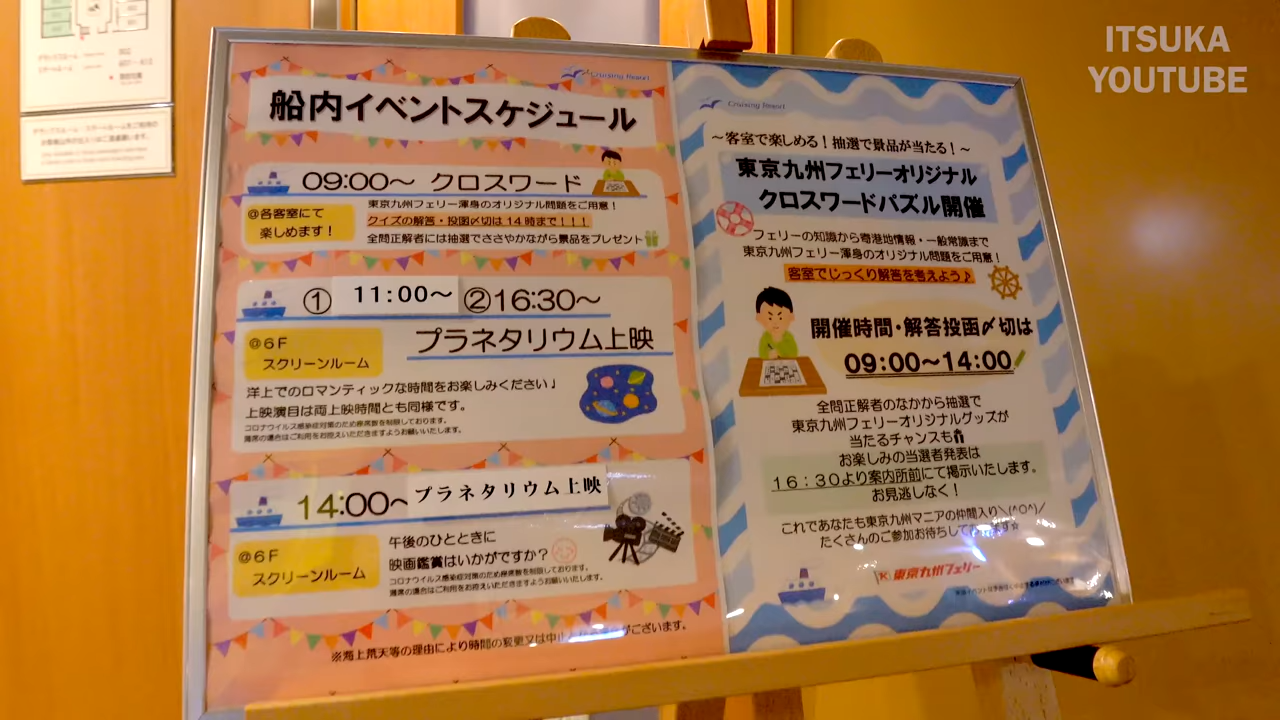 ITSUKA
YOUTUBE
Cruising Resort
船内イベントスケジュール
09:00～ クロスワード
@各客室にて
楽しめます！
東京九州フェリー渾身のオリジナル問題をご用意！
クイズの解答・投函〆切は14時まで！！！
全問正解者には抽選でささやかながら景品をプレゼント
① 11:00～ ②16:30～
プラネタリウム上映
@6F
スクリーンルーム
洋上でのロマンティックな時間をお楽しみください♩
上映演目は両上映時間とも同様です。
コロナウイルス感染症対策のため座席数を制限しております。
満席の場合はご利用をお控えいただきますようお願いいたします。
14:00～ プラネタリウム上映
@6F
スクリーンルーム
午後のひとときに
映画鑑賞はいかがですか？
コロナウイルス感染症対策のため座席数を制限しております。
満席の場合はご利用をお控えいただきますようお願いいたします。
※海上荒天等の理由により時間の変更又は中止となる場合がございます。
Cruising Resort
～客室で楽しめる！抽選で景品が当たる！～
東京九州フェリーオリジナル
クロスワードパズル開催
フェリーの知識から寄港地情報・一般常識まで
東京九州フェリー渾身のオリジナル問題をご用意！
客室でじっくり解答を考えよう♪
開催時間・解答投函〆切は
09:00～14:00
全問正解者のなかから抽選で
東京九州フェリーオリジナルグッズが
当たるチャンスも
お楽しみの当選者発表は
16：30より案内所前にて掲示いたします。
お見逃しなく！
これであなたも東京九州マニアの仲間入り＼(^O^)／
たくさんのご参加お待ちしております☆
東京九州フェリー